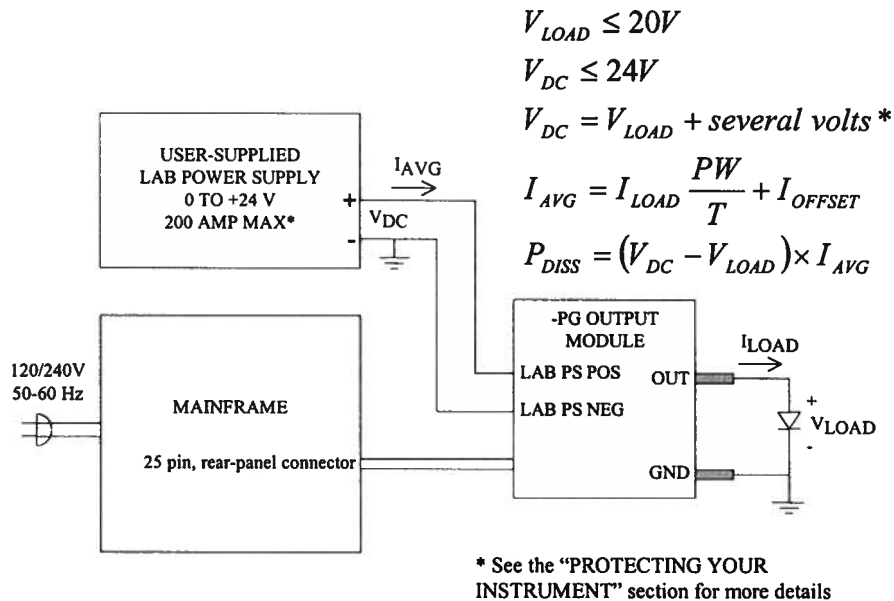 V_LOAD ≤ 20V
V_DC ≤ 24V
V_DC = V_LOAD + several volts *
I_AVG = I_LOAD PW/T + I_OFFSET
P_DISS = (V_DC − V_LOAD) × I_AVG
USER-SUPPLIED
LAB POWER SUPPLY
0 TO +24 V
200 AMP MAX*
+
-
I_AVG
V_DC
120/240V
50-60 Hz
MAINFRAME
25 pin, rear-panel connector
-PG OUTPUT
MODULE
LAB PS POS
LAB PS NEG
OUT
GND
I_LOAD
+
V_LOAD
-
* See the “PROTECTING YOUR
INSTRUMENT” section for more details